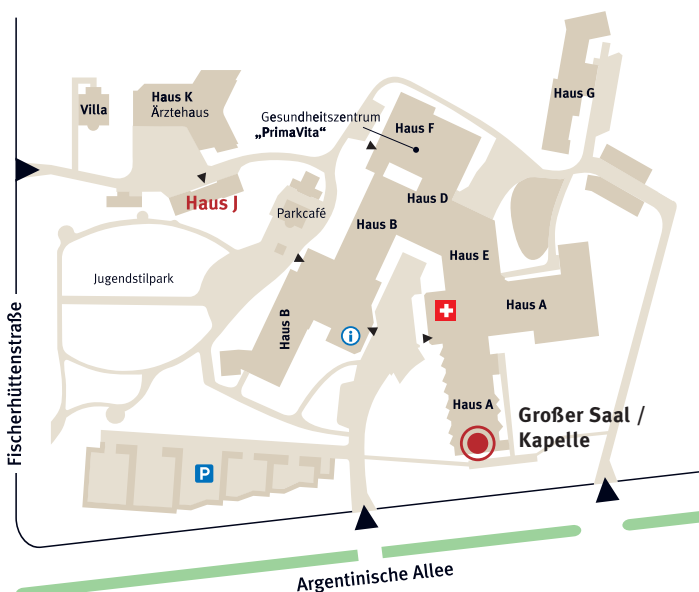 Haus G
Villa
Haus K
Ärztehaus
Gesundheitszentrum
„PrimaVita“
Haus F
Haus D
Haus J
Parkcafé
Haus B
Haus E
Jugendstilpark
Haus A
Haus B
i
Haus A
Großer Saal /
Kapelle
P
Fischerhüttenstraße
Argentinische Allee